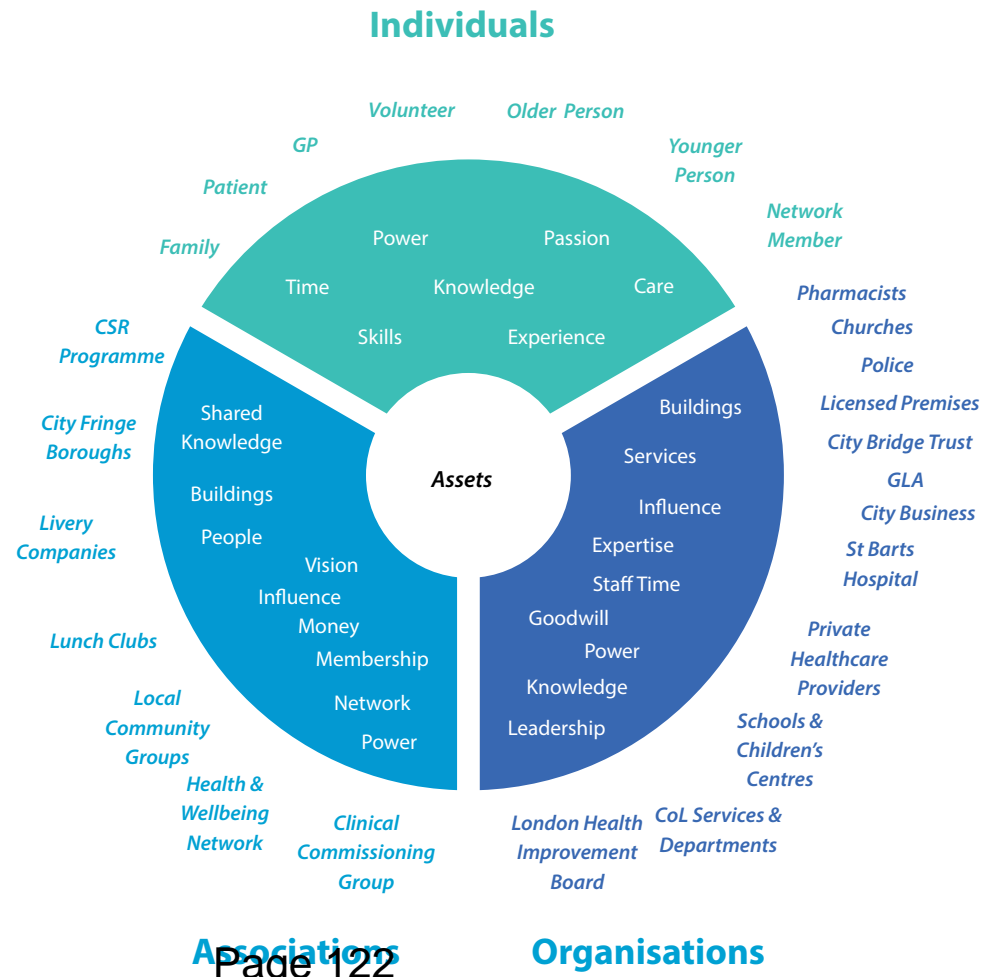 Individuals
Volunteer
Older Person
GP
Younger
Person
Patient
Network
Member
Family
Power
Passion
Time
Knowledge
Care
Skills
Experience
CSR
Programme
City Fringe
Boroughs
Livery
Companies
Lunch Clubs
Local
Community
Groups
Health &
Wellbeing
Network
Clinical
Commissioning
Group
Shared
Knowledge
Buildings
People
Vision
Influence
Money
Membership
Network
Power
Assets
Buildings
Services
Influence
Expertise
Staff Time
Goodwill
Power
Knowledge
Leadership
Pharmacists
Churches
Police
Licensed Premises
City Bridge Trust
GLA
City Business
St Barts
Hospital
Private
Healthcare
Providers
Schools &
Children's
Centres
CoL Services &
Departments
London Health
Improvement
Board
Associations
Organisations
Page 122